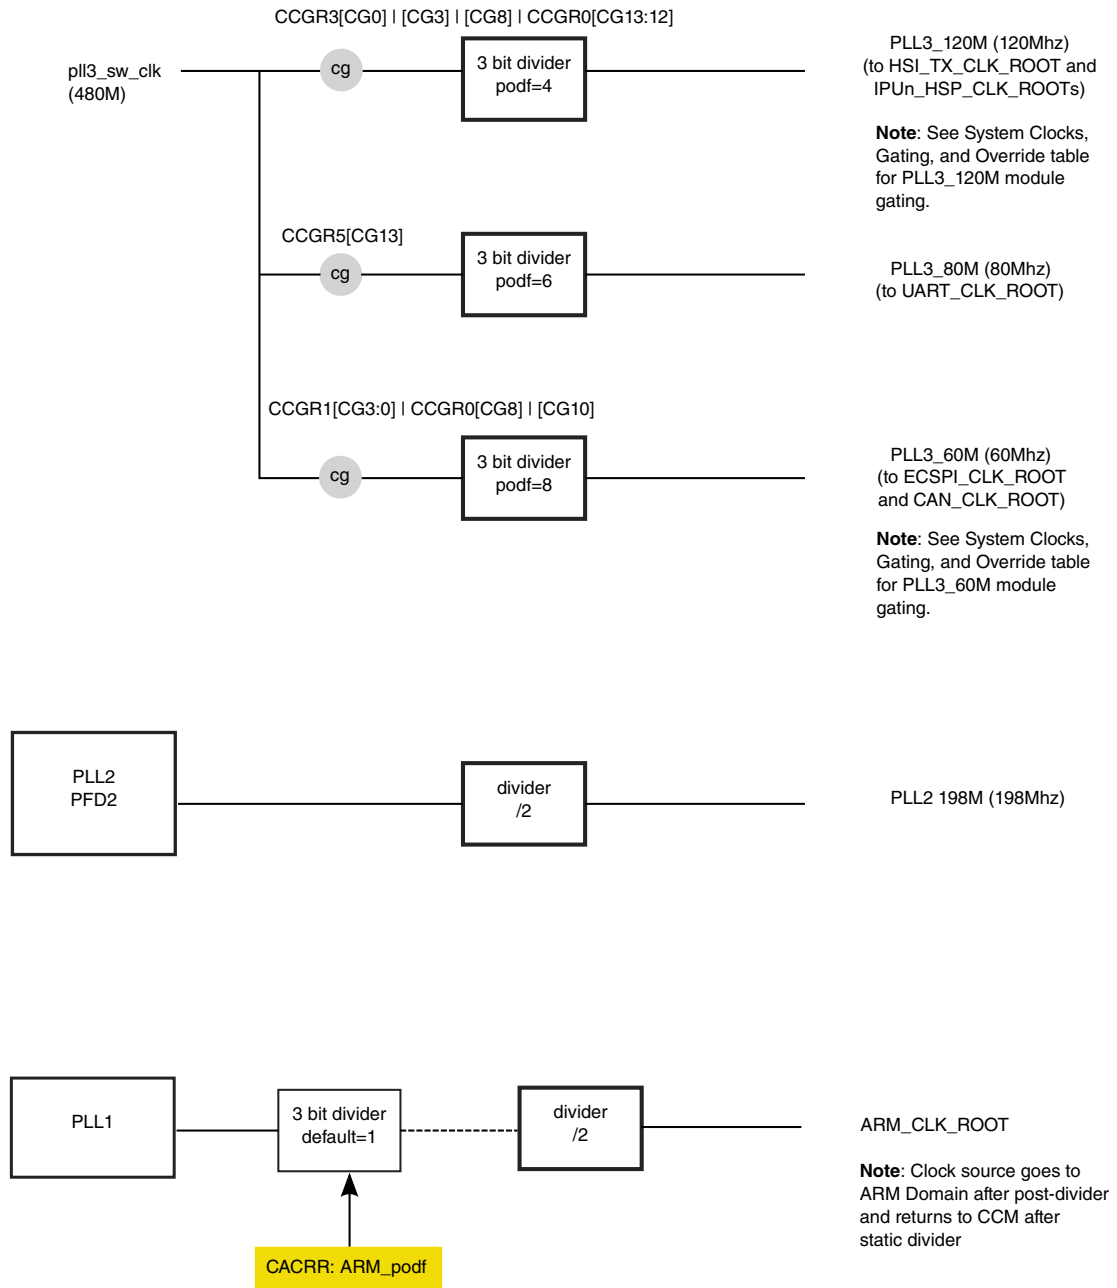 CCGR3[CG0] | [CG3] | [CG8] | CCGR0[CG13:12]
pll3_sw_clk
(480M)
cg
3 bit divider
podf=4
PLL3_120M (120Mhz)
(to HSI_TX_CLK_ROOT and
IPUn_HSP_CLK_ROOTs)
Note: See System Clocks,
Gating, and Override table
for PLL3_120M module
gating.
CCGR5[CG13]
cg
3 bit divider
podf=6
PLL3_80M (80Mhz)
(to UART_CLK_ROOT)
CCGR1[CG3:0] | CCGR0[CG8] | [CG10]
cg
3 bit divider
podf=8
PLL3_60M (60Mhz)
(to ECSPI_CLK_ROOT
and CAN_CLK_ROOT)
Note: See System Clocks,
Gating, and Override table
for PLL3_60M module
gating.
PLL2
PFD2
divider
/2
PLL2 198M (198Mhz)
PLL1
3 bit divider
default=1
divider
/2
ARM_CLK_ROOT
Note: Clock source goes to
ARM Domain after post-divider
and returns to CCM after
static divider
CACRR: ARM_podf